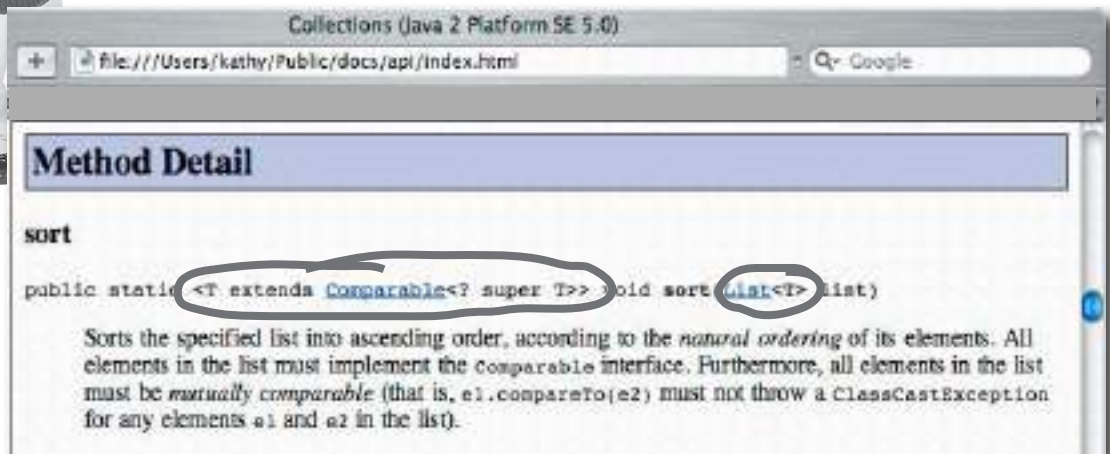 Collections (Java 2 Platform SE 5.0)
file:///Users/kathy/Public/docs/api/index.html
Google
Method Detail
sort
public static <T extends Comparable<? super T>> void sort(List<T> list)
Sorts the specified list into ascending order, according to the natural ordering of its elements. All
elements in the list must implement the Comparable interface. Furthermore, all elements in the list
must be mutually comparable (that is, e1.compareTo(e2) must not throw a ClassCastException
for any elements e1 and e2 in the list).